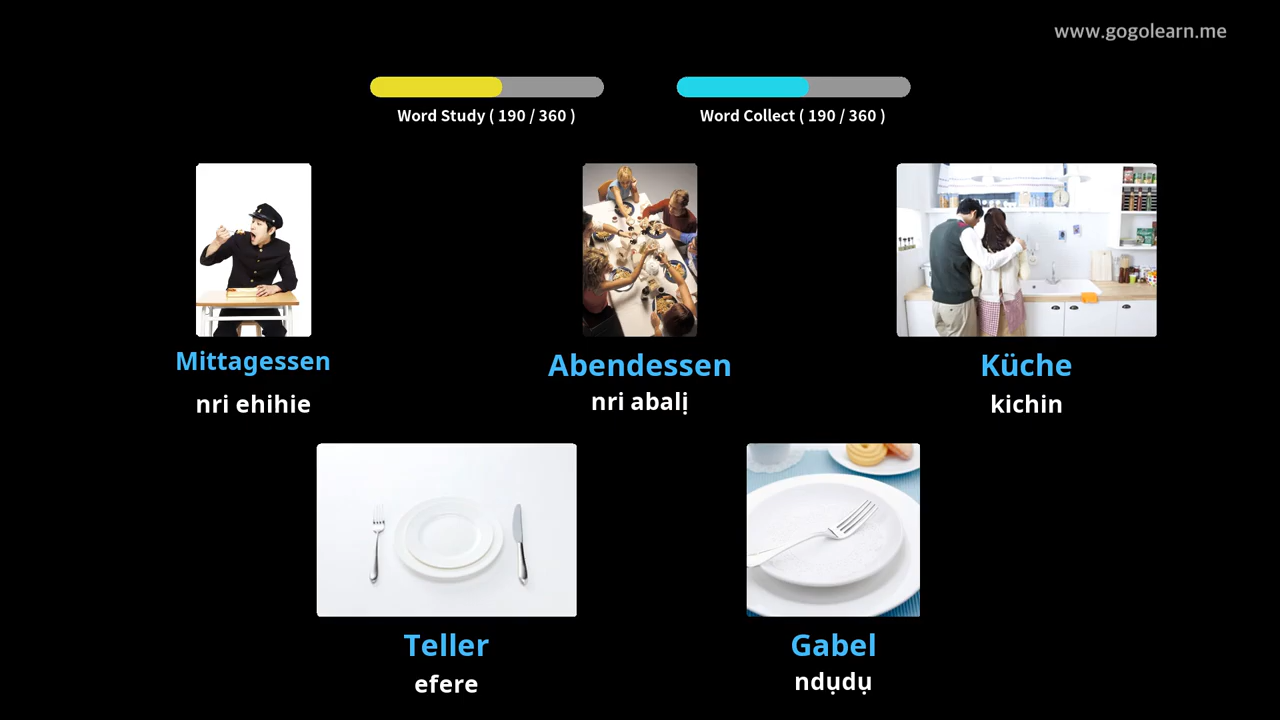 www.gogolearn.me
Word Study ( 190 / 360 )
Word Collect ( 190 / 360 )
Mittagessen
nri ehihie
Abendessen
nri abalị
Küche
kichin
Teller
efere
Gabel
ndụdụ